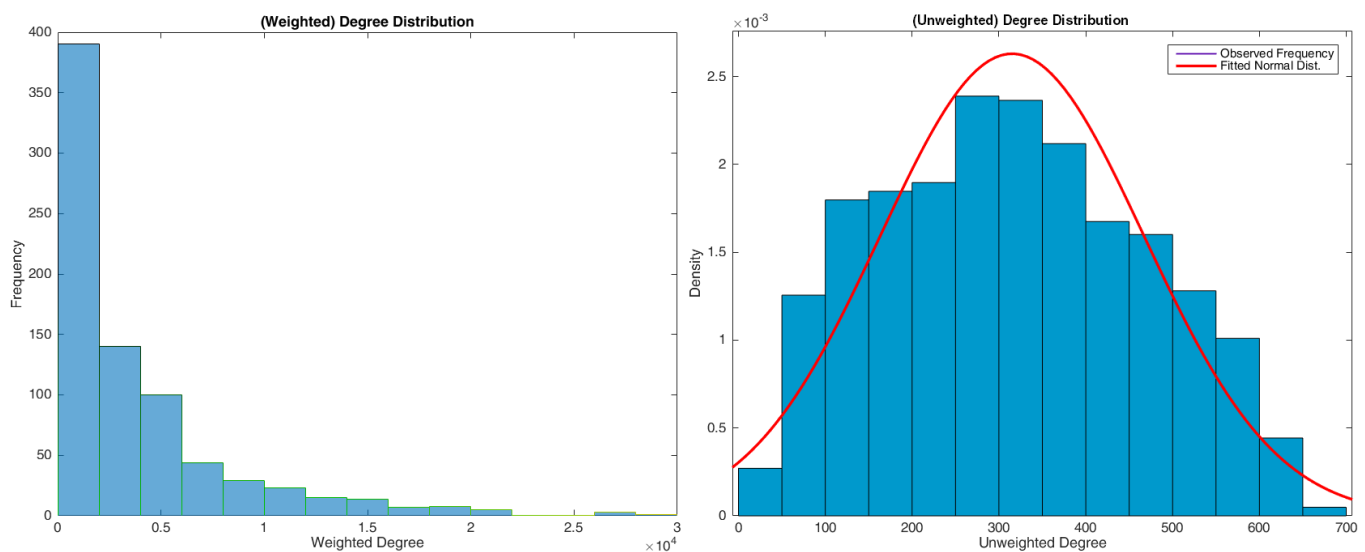 (Weighted) Degree Distribution
400
350
300
250
200
150
100
50
0
Frequency
0 0.5 1 1.5 2 2.5 3
Weighted Degree
×10^4
(Unweighted) Degree Distribution
×10^-3
Observed Frequency
Fitted Normal Dist.
2.5
2
1.5
1
0.5
0
Density
0 100 200 300 400 500 600 700
Unweighted Degree